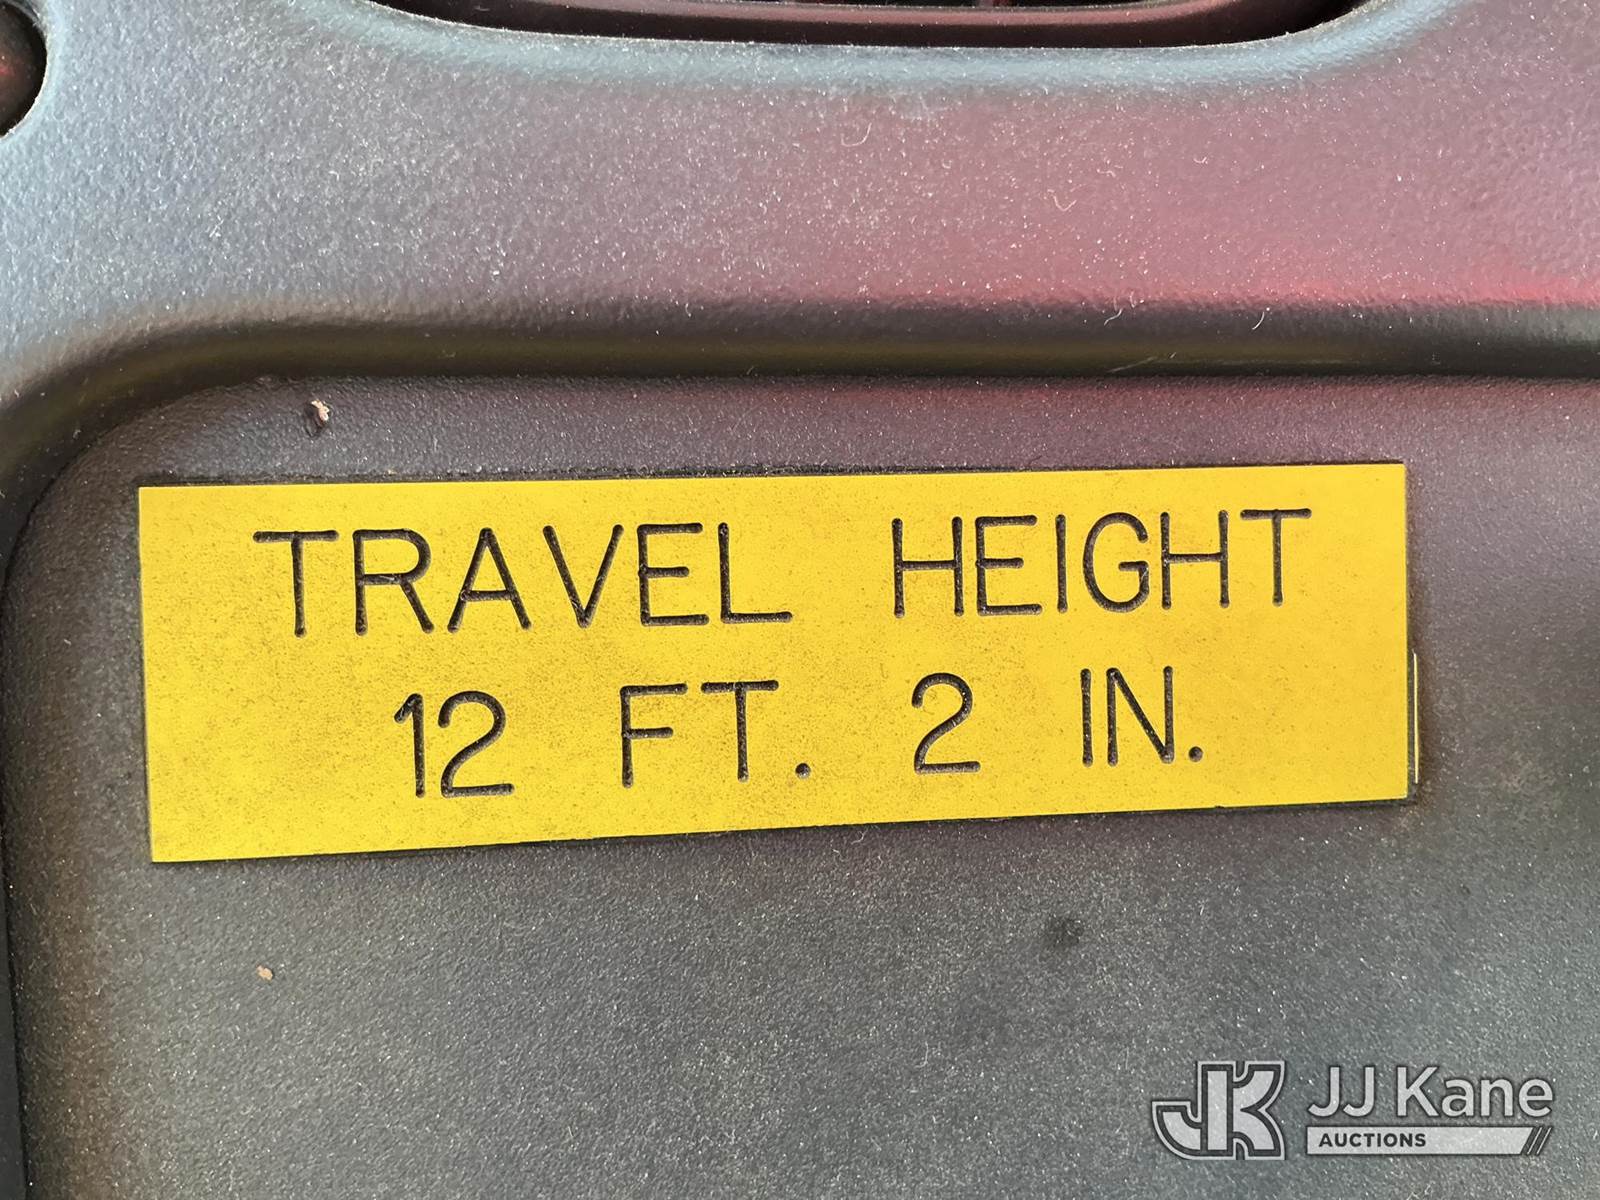 TRAVEL HEIGHT
12 FT. 2 IN.
JK JJ Kane
AUCTIONS